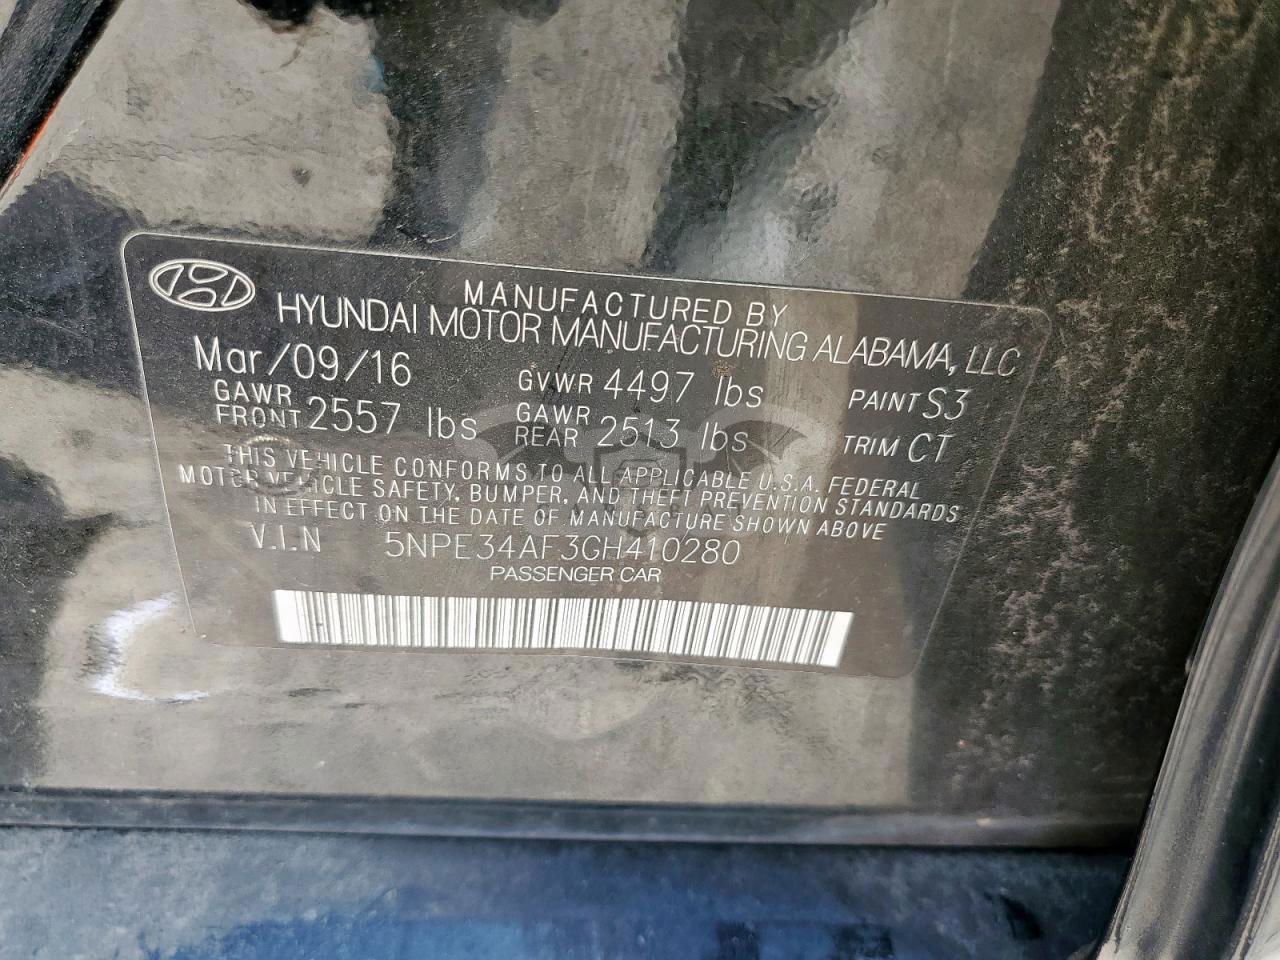 MANUFACTURED BY
HYUNDAI MOTOR MANUFACTURING ALABAMA, LLC
Mar/09/16 GVWR 4497 lbs PAINT S3
GAWR FRONT 2557 lbs GAWR REAR 2513 lbs TRIM CT
THIS VEHICLE CONFORMS TO ALL APPLICABLE U.S.A. FEDERAL
MOTOR VEHICLE SAFETY, BUMPER, AND THEFT PREVENTION STANDARDS
IN EFFECT ON THE DATE OF MANUFACTURE SHOWN ABOVE
V.I.N 5NPE34AF3GH410280
PASSENGER CAR